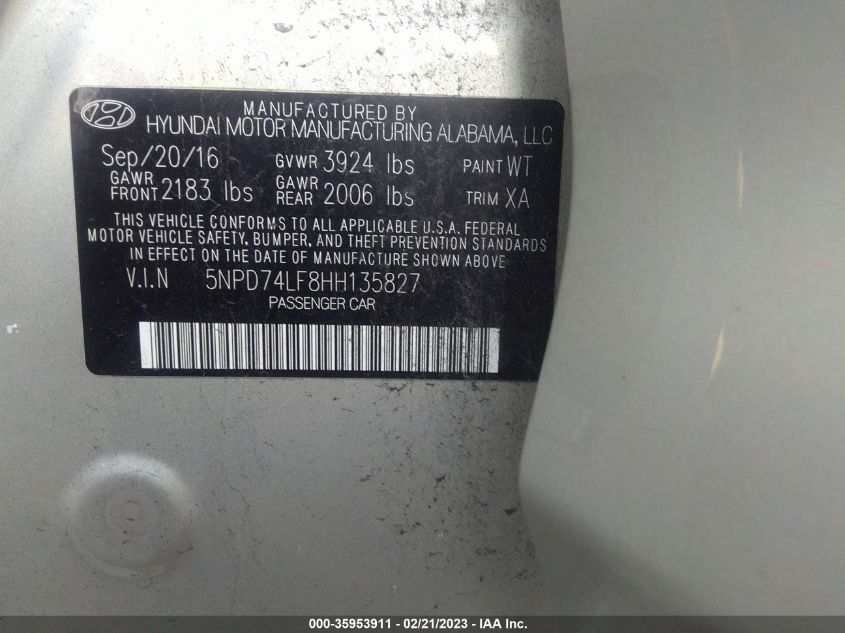 MANUFACTURED BY
HYUNDAI MOTOR MANUFACTURING ALABAMA, LLC
Sep/20/16 GVWR 3924 lbs PAINT WT
GAWR FRONT 2183 lbs GAWR REAR 2006 lbs TRIM XA
THIS VEHICLE CONFORMS TO ALL APPLICABLE U.S.A. FEDERAL
MOTOR VEHICLE SAFETY, BUMPER, AND THEFT PREVENTION STANDARDS
IN EFFECT ON THE DATE OF MANUFACTURE SHOWN ABOVE
V.I.N 5NPD74LF8HH135827
PASSENGER CAR
000-35953911 - 02/21/2023 - IAA Inc.